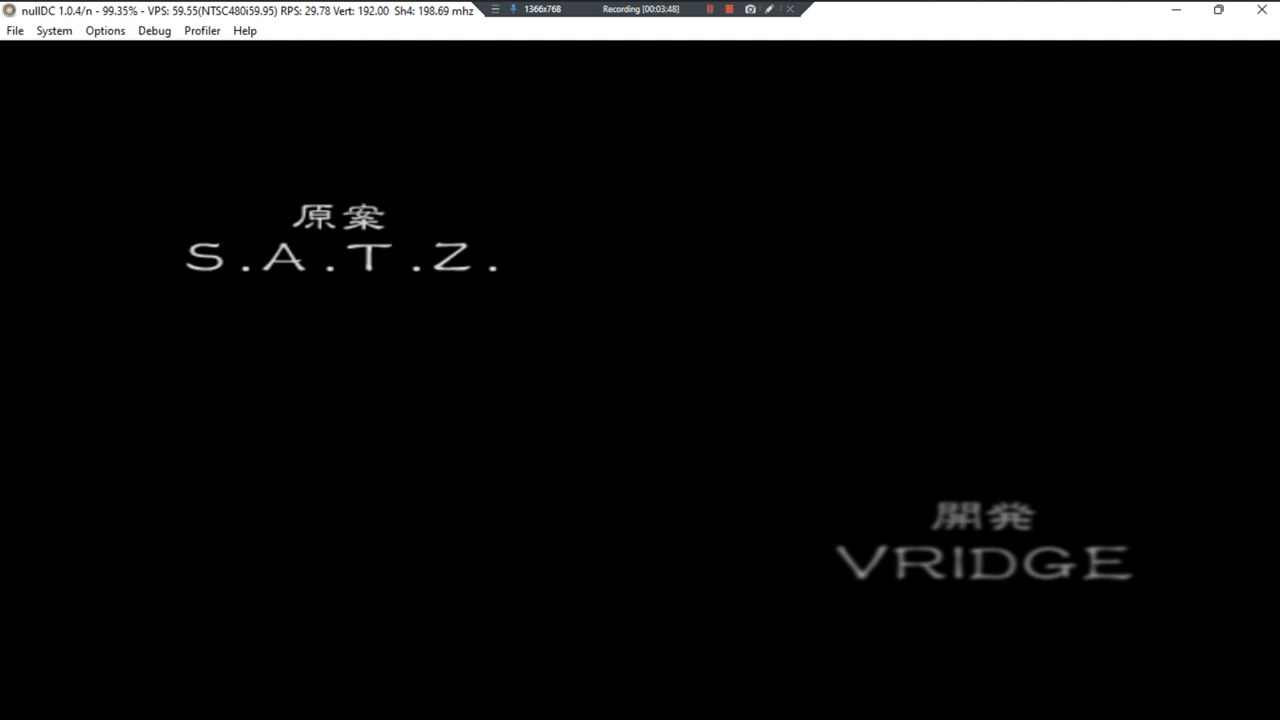 nullDC 1.0.4/n - 99.35% - VPS: 59.55(NTSC480i59.95) RPS: 29.78 Vert: 192.00 Sh4: 198.69 mhz
1366x768
Recording [00:03:48]
File System Options Debug Profiler Help
原案
S.A.T.Z.
開発
VRIDGE